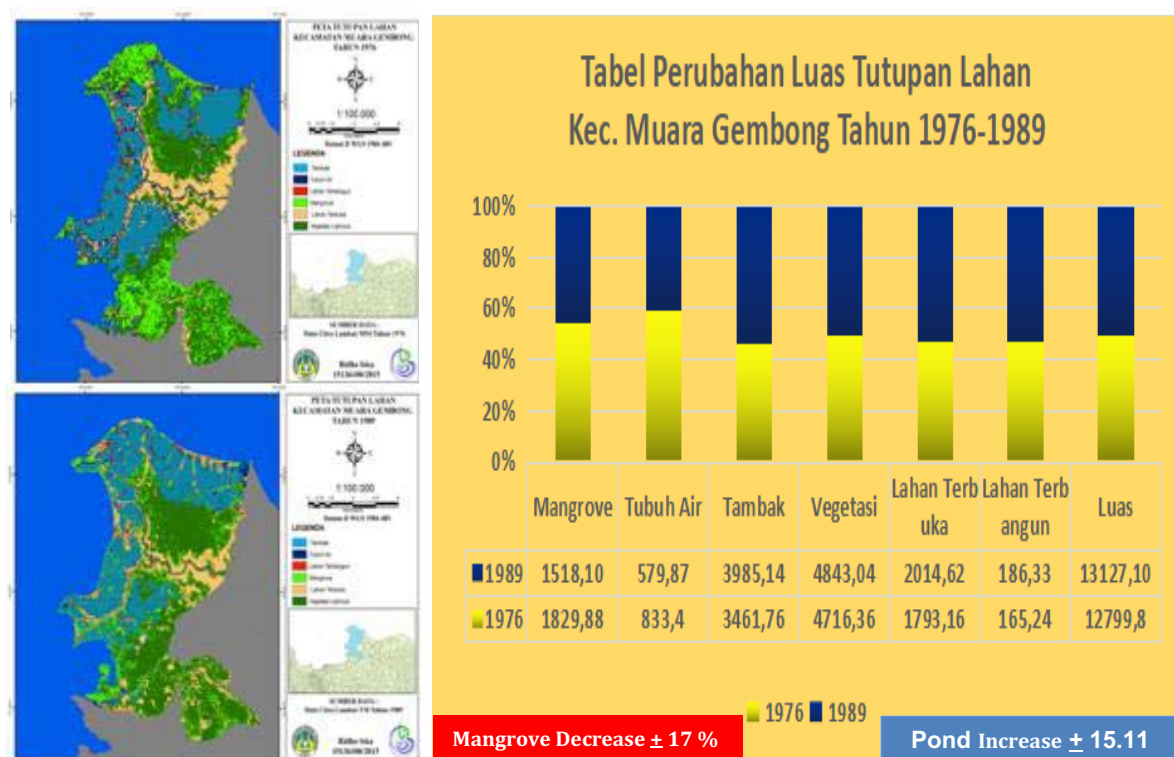 PETA TUTUPAN LAHAN
KECAMATAN MUARA GEMBONG
TAHUN 1976
1:100.000
LEGENDA
Tambak
Tubuh Air
Lahan Terbangun
Mangrove
Lahan Terbuka
SUMBER DATA :
PETA TUTUPAN LAHAN
KECAMATAN MUARA GEMBONG
TAHUN 1989
1:100.000
LEGENDA
Tambak
Tubuh Air
Lahan Terbangun
Mangrove
Lahan Terbuka
SUMBER DATA :
Tabel Perubahan Luas Tutupan Lahan
Kec. Muara Gembong Tahun 1976-1989
100%
80%
60%
40%
20%
0%
Mangrove Tubuh Air Tambak Vegetasi Lahan Terb uka Lahan Terb angun Luas
1989 1518,10 579,87 3985,14 4843,04 2014,62 186,33 13127,10
1976 1829,88 833,4 3461,76 4716,36 1793,16 165,24 12799,8
1976 1989
Mangrove Decrease ± 17 %
Pond Increase ± 15.11